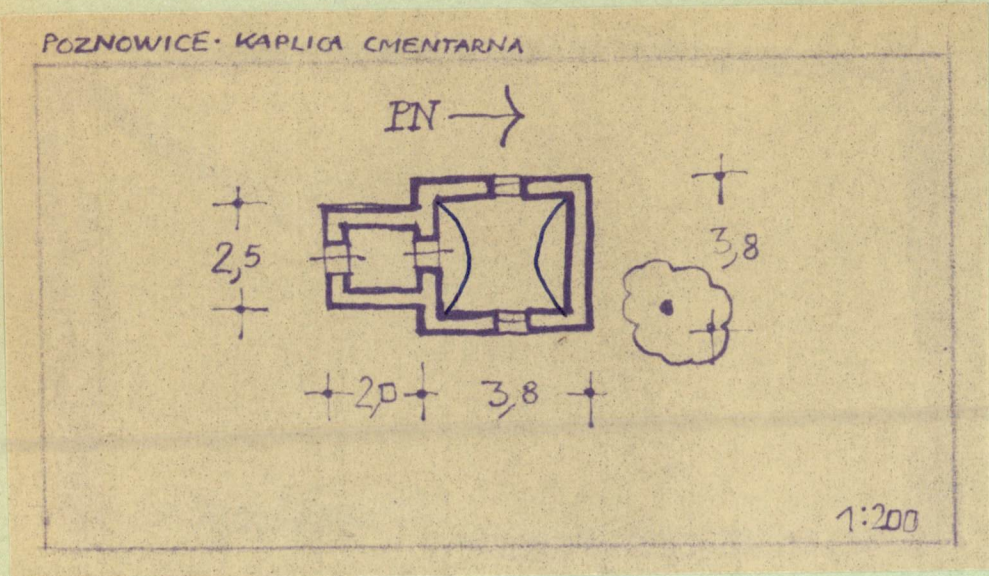 POZNOWICE· KAPLICA CMENTARNA
PN
2,5
3,8
2,0
3,8
1:200